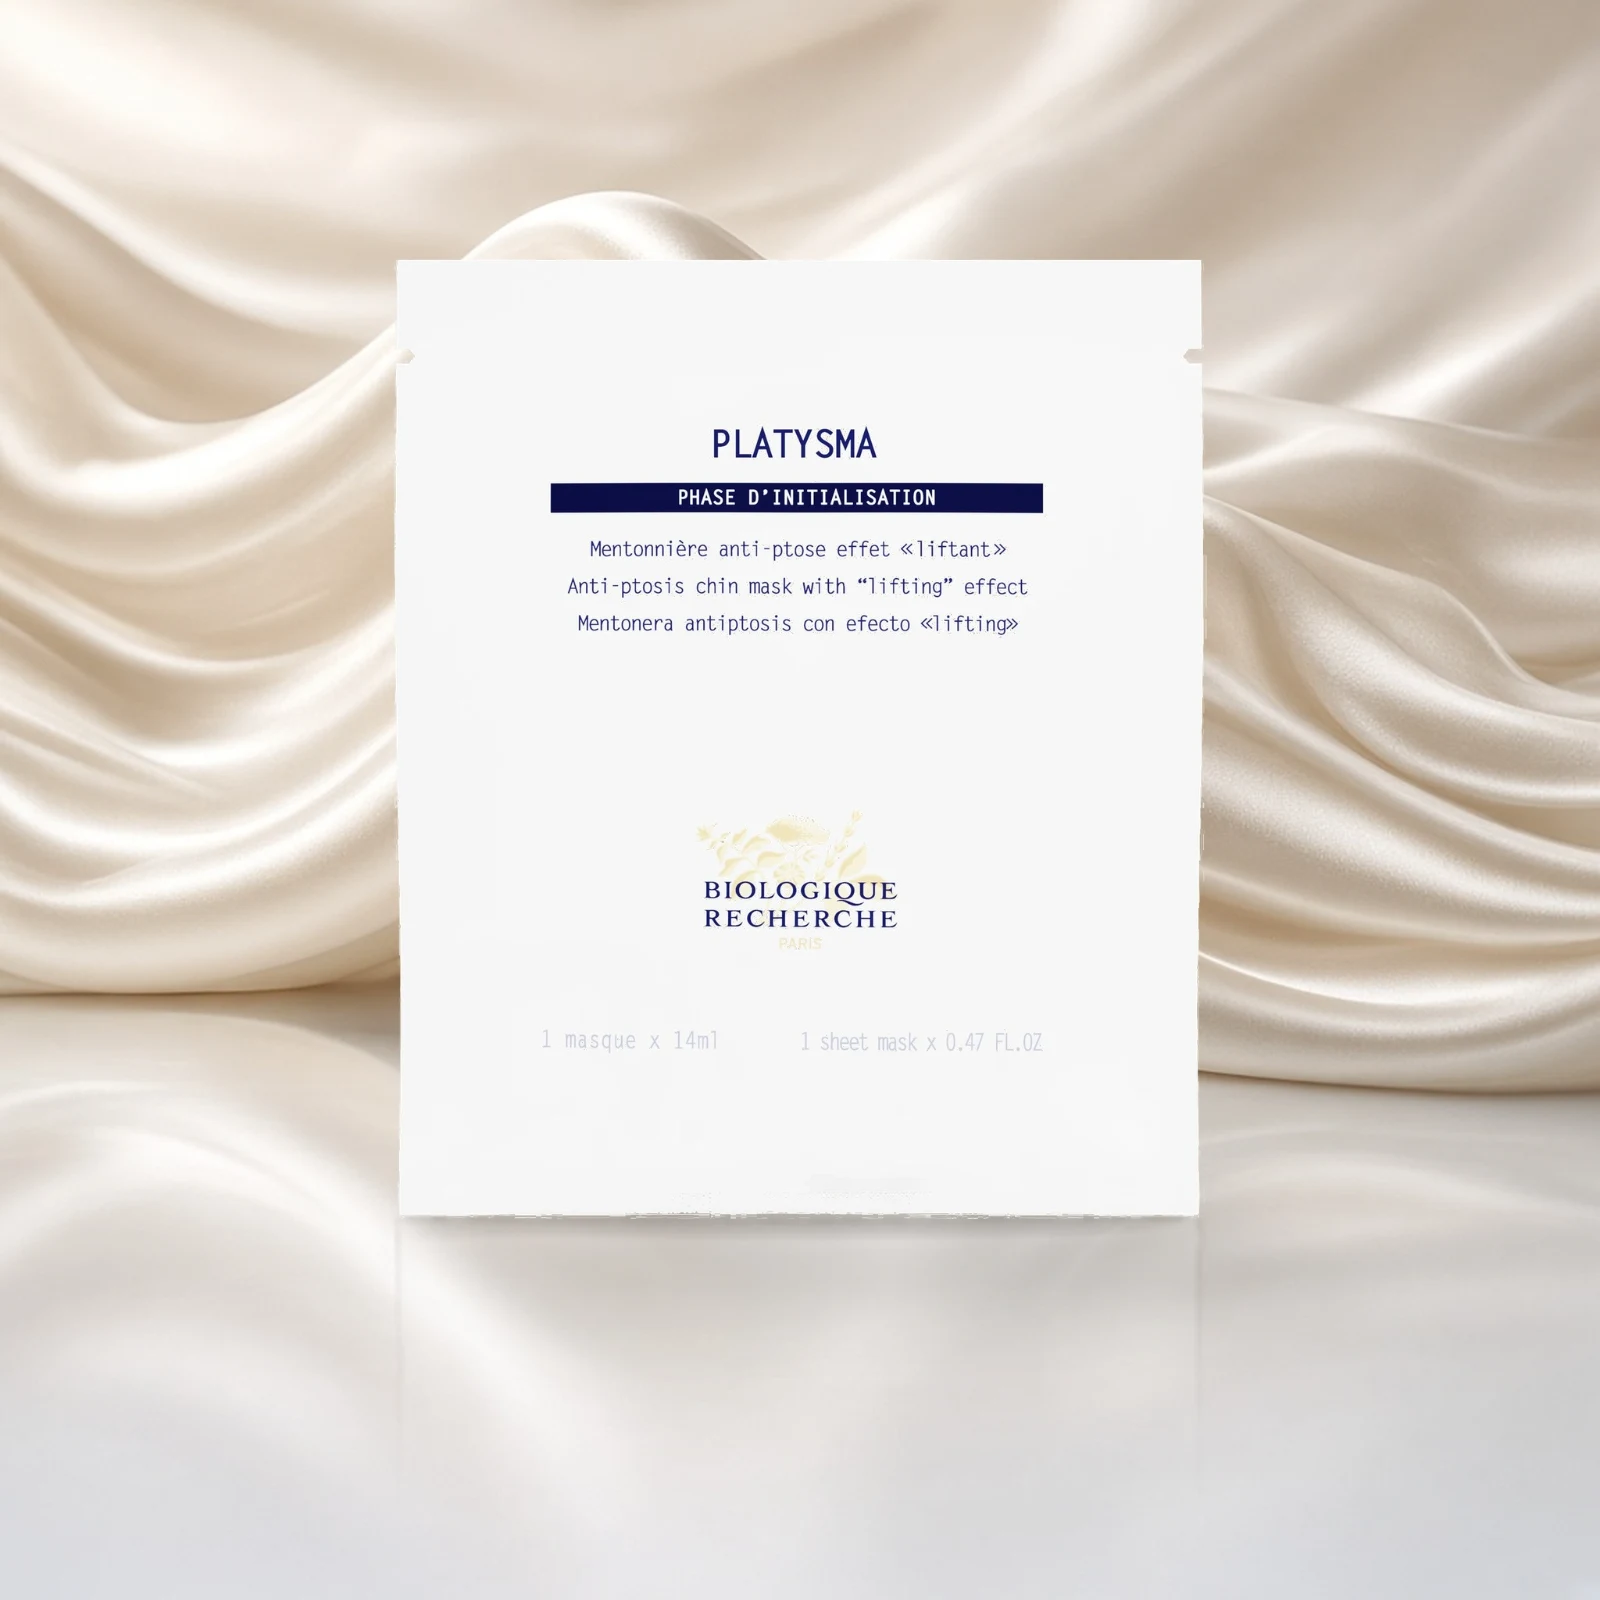 PLATYSMA
PHASE D'INITIALISATION
Mentonnière anti-ptose effet «liftant»
Anti-ptosis chin mask with “lifting” effect
Mentonera antiptosis con efecto «lifting»
BIOLOGIQUE
RECHERCHE
PARIS
1 masque x 14ml
1 sheet mask x 0.47 FL.OZ